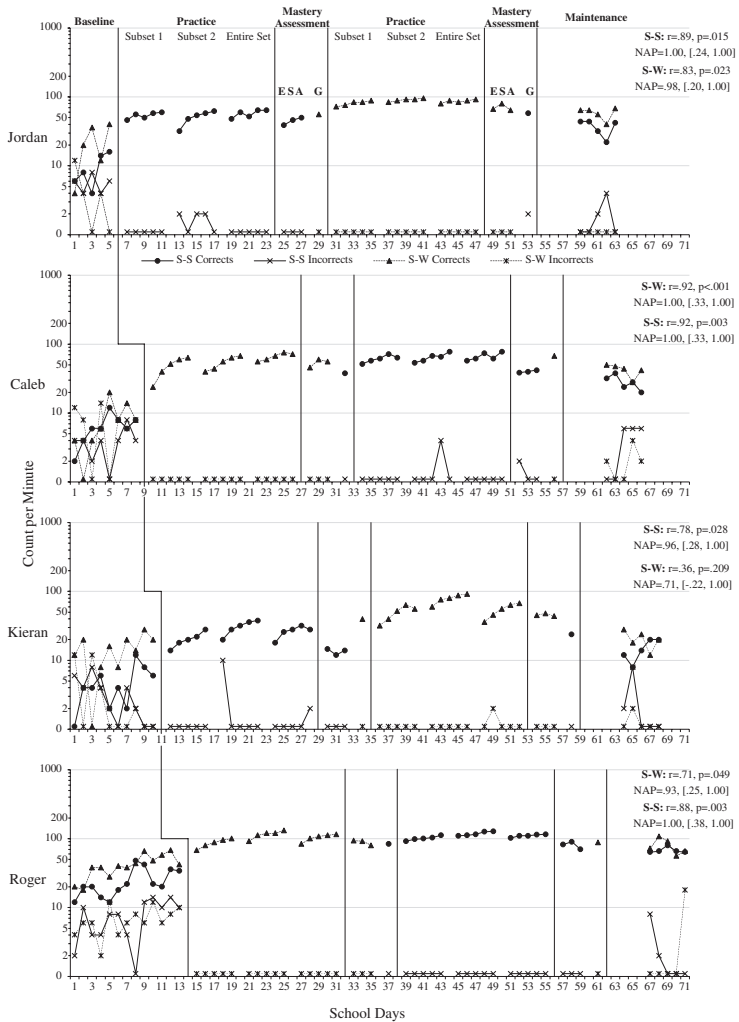 Baseline Practice Mastery Assessment Practice Mastery Assessment Maintenance
Subset 1 Subset 2 Entire Set Subset 1 Subset 2 Entire Set
S-S: r=.89, p=.015
NAP=1.00, [.24, 1.00]
S-W: r=.83, p=.023
NAP=.98, [.20, 1.00]
E S A G E S A G
1000
200
100
50
20
10
5
2
0
Jordan
1 3 5 7 9 11 13 15 17 19 21 23 25 27 29 31 33 35 37 39 41 43 45 47 49 51 53 55 57 59 61 63 65 67 69 71
S-S Corrects S-S Incorrects S-W Corrects S-W Incorrects
S-W: r=.92, p<.001
NAP=1.00, [.33, 1.00]
S-S: r=.92, p=.003
NAP=1.00, [.33, 1.00]
1000
200
100
50
20
10
5
2
0
Caleb
1 3 5 7 9 11 13 15 17 19 21 23 25 27 29 31 33 35 37 39 41 43 45 47 49 51 53 55 57 59 61 63 65 67 69 71
Count per Minute
S-S: r=.78, p=.028
NAP=.96, [.28, 1.00]
S-W: r=.36, p=.209
NAP=.71, [-.22, 1.00]
1000
200
100
50
20
10
5
2
0
Kieran
1 3 5 7 9 11 13 15 17 19 21 23 25 27 29 31 33 35 37 39 41 43 45 47 49 51 53 55 57 59 61 63 65 67 69 71
S-W: r=.71, p=.049
NAP=.93, [.25, 1.00]
S-S: r=.88, p=.003
NAP=1.00, [.38, 1.00]
1000
200
100
50
20
10
5
2
0
Roger
1 3 5 7 9 11 13 15 17 19 21 23 25 27 29 31 33 35 37 39 41 43 45 47 49 51 53 55 57 59 61 63 65 67 69 71
School Days